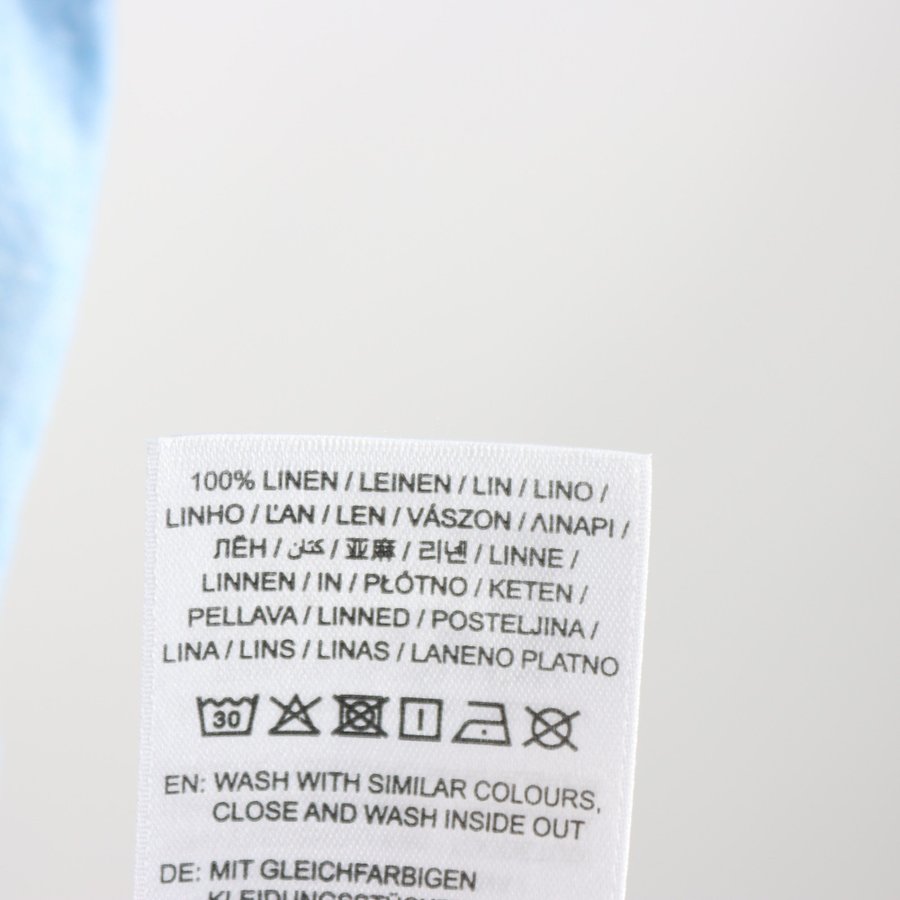 100% LINEN / LEINEN / LIN / LINO /
LINHO / ĽAN / LEN / VÁSZON / ΛΙΝΑΡΙ /
ЛЁН / كتان / 亚麻 / 리넨 / LINNE /
LINNEN / IN / PŁÓTNO / KETEN /
PELLAVA / LINNED / POSTELJINA /
LINA / LINS / LINAS / LANENO PLATNO
30
EN: WASH WITH SIMILAR COLOURS,
CLOSE AND WASH INSIDE OUT
DE: MIT GLEICHFARBIGEN